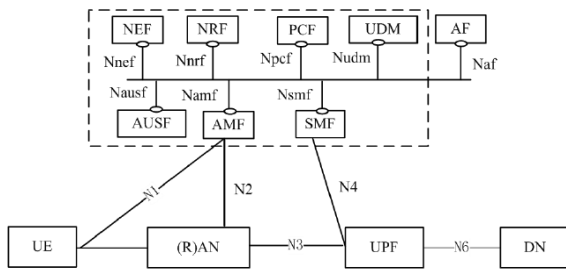 NEF
NRF
PCF
UDM
AF
Nnef
Nnrf
Npcf
Nudm
Naf
Nausf
Namf
Nsmf
AUSF
AMF
SMF
N1
N2
N4
UE
(R)AN
N3
UPF
N6
DN